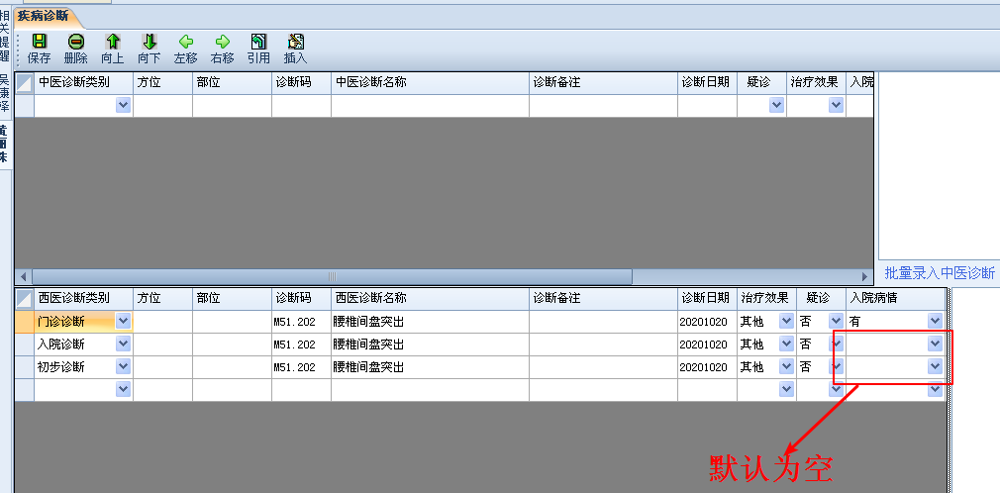 相关提醒
吴康泽
疾病诊断
保存 删除 向上 向下 左移 右移 引用 插入
中医诊断类别 方位 部位 诊断码 中医诊断名称 诊断备注 诊断日期 疑诊 治疗效果 入院
批量录入中医诊断
西医诊断类别 方位 部位 诊断码 西医诊断名称 诊断备注 诊断日期 治疗效果 疑诊 入院病情
门诊诊断 M51.202 腰椎间盘突出 20201020 其他 否 有
入院诊断 M51.202 腰椎间盘突出 20201020 其他 否
初步诊断 M51.202 腰椎间盘突出 20201020 其他 否
默认为空